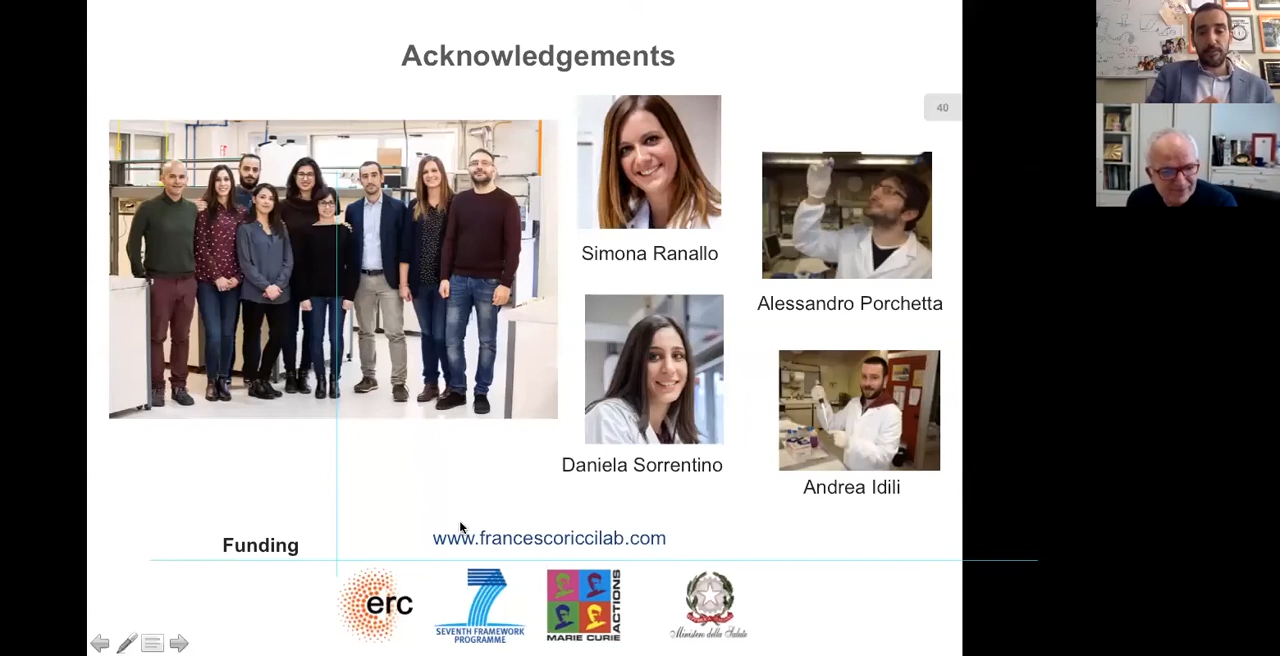 Acknowledgements
40
Simona Ranallo
Alessandro Porchetta
Daniela Sorrentino
Andrea Idili
www.francescoriccilab.com
Funding
erc
7
SEVENTH FRAMEWORK
PROGRAMME
MARIE CURIE
ACTIONS
Ministero della Salute